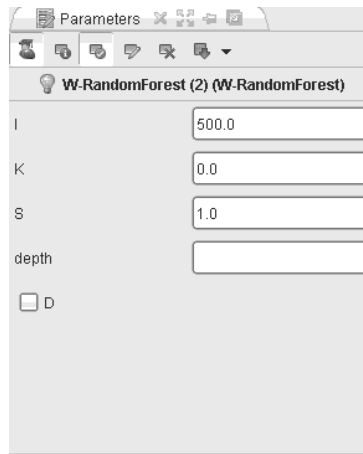 Parameters
W-RandomForest (2) (W-RandomForest)
I
500.0
K
0.0
S
1.0
depth
D